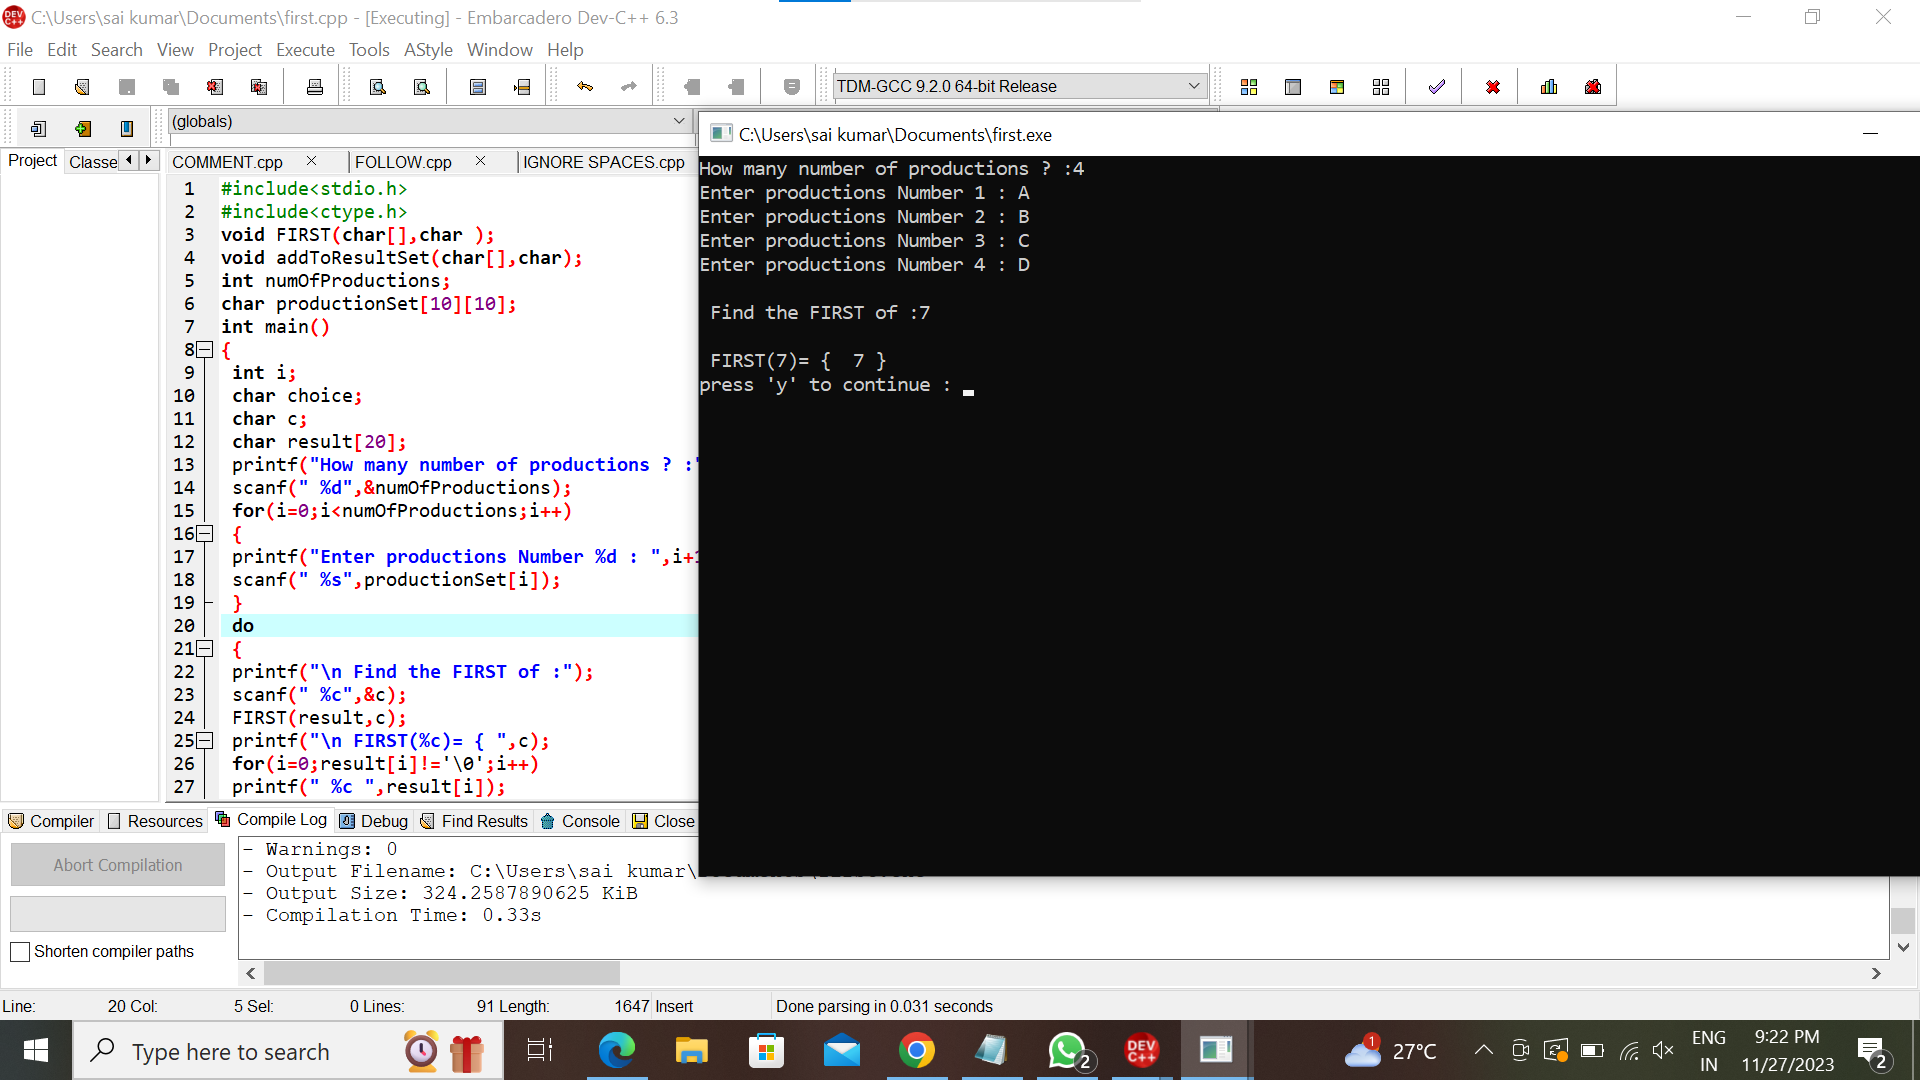 C:\Users\sai kumar\Documents\first.cpp - [Executing] - Embarcadero Dev-C++ 6.3
File Edit Search View Project Execute Tools AStyle Window Help
TDM-GCC 9.2.0 64-bit Release
(globals)
Project Classe
COMMENT.cpp FOLLOW.cpp IGNORE SPACES.cpp
1 #include<stdio.h>
2 #include<ctype.h>
3 void FIRST(char[],char );
4 void addToResultSet(char[],char);
5 int numOfProductions;
6 char productionSet[10][10];
7 int main()
8 {
9 int i;
10 char choice;
11 char c;
12 char result[20];
13 printf("How many number of productions ? :"
14 scanf(" %d",&numOfProductions);
15 for(i=0;i<numOfProductions;i++)
16 {
17 printf("Enter productions Number %d : ",i+1
18 scanf(" %s",productionSet[i]);
19 }
20 do
21 {
22 printf("\n Find the FIRST of :");
23 scanf(" %c",&c);
24 FIRST(result,c);
25 printf("\n FIRST(%c)= { ",c);
26 for(i=0;result[i]!='\0';i++)
27 printf(" %c ",result[i]);
C:\Users\sai kumar\Documents\first.exe
How many number of productions ? :4
Enter productions Number 1 : A
Enter productions Number 2 : B
Enter productions Number 3 : C
Enter productions Number 4 : D
Find the FIRST of :7
FIRST(7)= {  7 }
press 'y' to continue :
Compiler Resources Compile Log Debug Find Results Console Close
Abort Compilation
Shorten compiler paths
- Warnings: 0
- Output Filename: C:\Users\sai kumar\
- Output Size: 324.2587890625 KiB
- Compilation Time: 0.33s
Line: 20 Col: 5 Sel: 0 Lines: 91 Length: 1647 Insert Done parsing in 0.031 seconds
Type here to search
DEV C++
2
1
27°C
ENG
IN
9:22 PM
11/27/2023
2